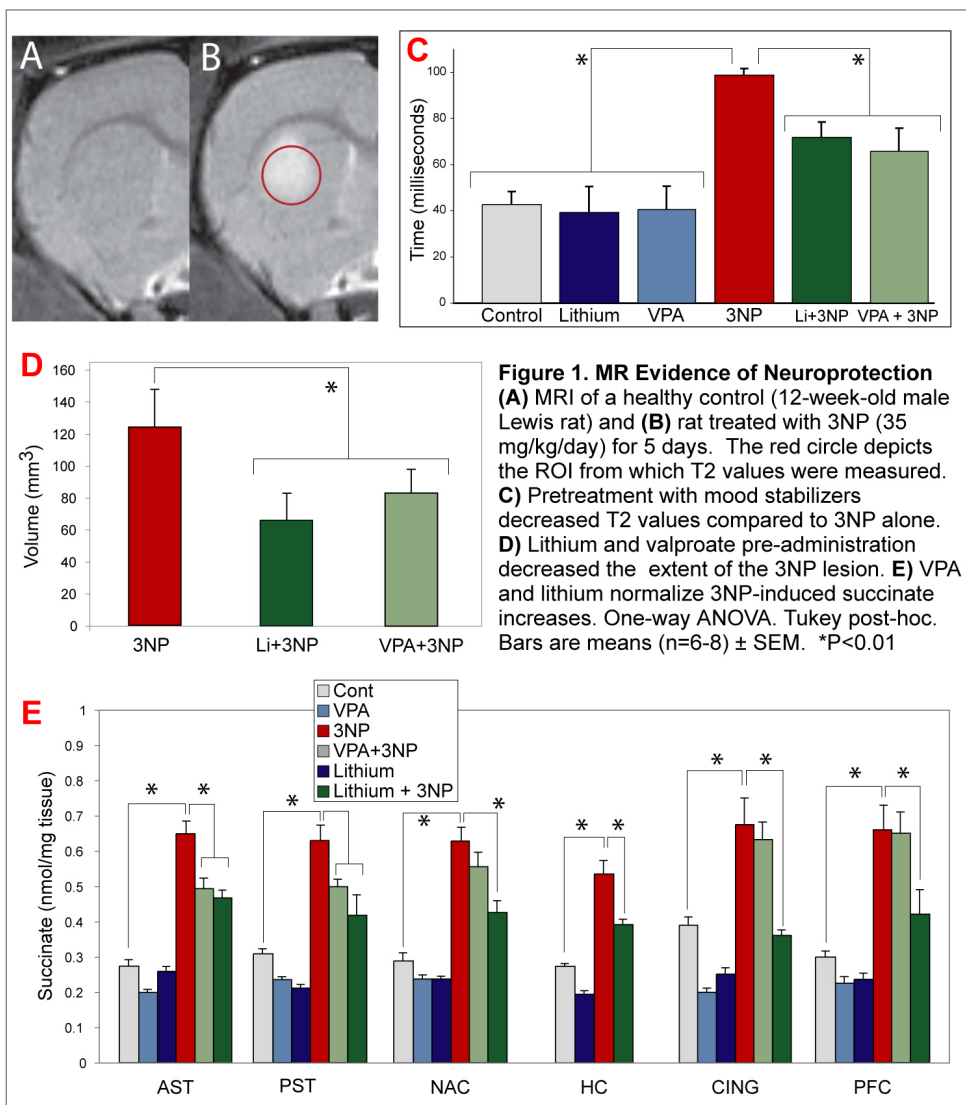 A
B
C
*
*
Time (milliseconds)
100
80
60
40
20
0
Control Lithium VPA 3NP Li+3NP VPA + 3NP
D
*
Volume (mm3)
160
140
120
100
80
60
40
20
0
3NP Li+3NP VPA+3NP
Figure 1. MR Evidence of Neuroprotection
(A) MRI of a healthy control (12-week-old male
Lewis rat) and (B) rat treated with 3NP (35
mg/kg/day) for 5 days. The red circle depicts
the ROI from which T2 values were measured.
C) Pretreatment with mood stabilizers
decreased T2 values compared to 3NP alone.
D) Lithium and valproate pre-administration
decreased the extent of the 3NP lesion. E) VPA
and lithium normalize 3NP-induced succinate
increases. One-way ANOVA. Tukey post-hoc.
Bars are means (n=6-8) ± SEM. *P<0.01
E
Cont
VPA
3NP
VPA+3NP
Lithium
Lithium + 3NP
Succinate (nmol/mg tissue)
1
0.9
0.8
0.7
0.6
0.5
0.4
0.3
0.2
0.1
0
* * * * * * * * * * *
AST PST NAC HC CING PFC